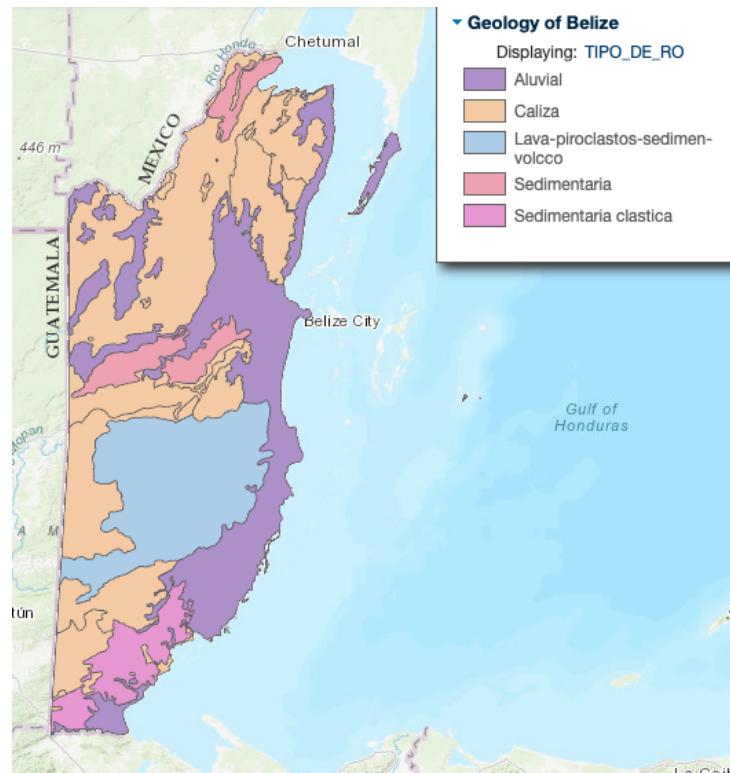 Chetumal
Rio Hondo
446 m
MEXICO
GUATEMALA
Belize City
Mopan
A M
tún
Gulf of
Honduras
Geology of Belize
Displaying: TIPO_DE_RO
Aluvial
Caliza
Lava-piroclastos-sedimen-
volcco
Sedimentaria
Sedimentaria clastica